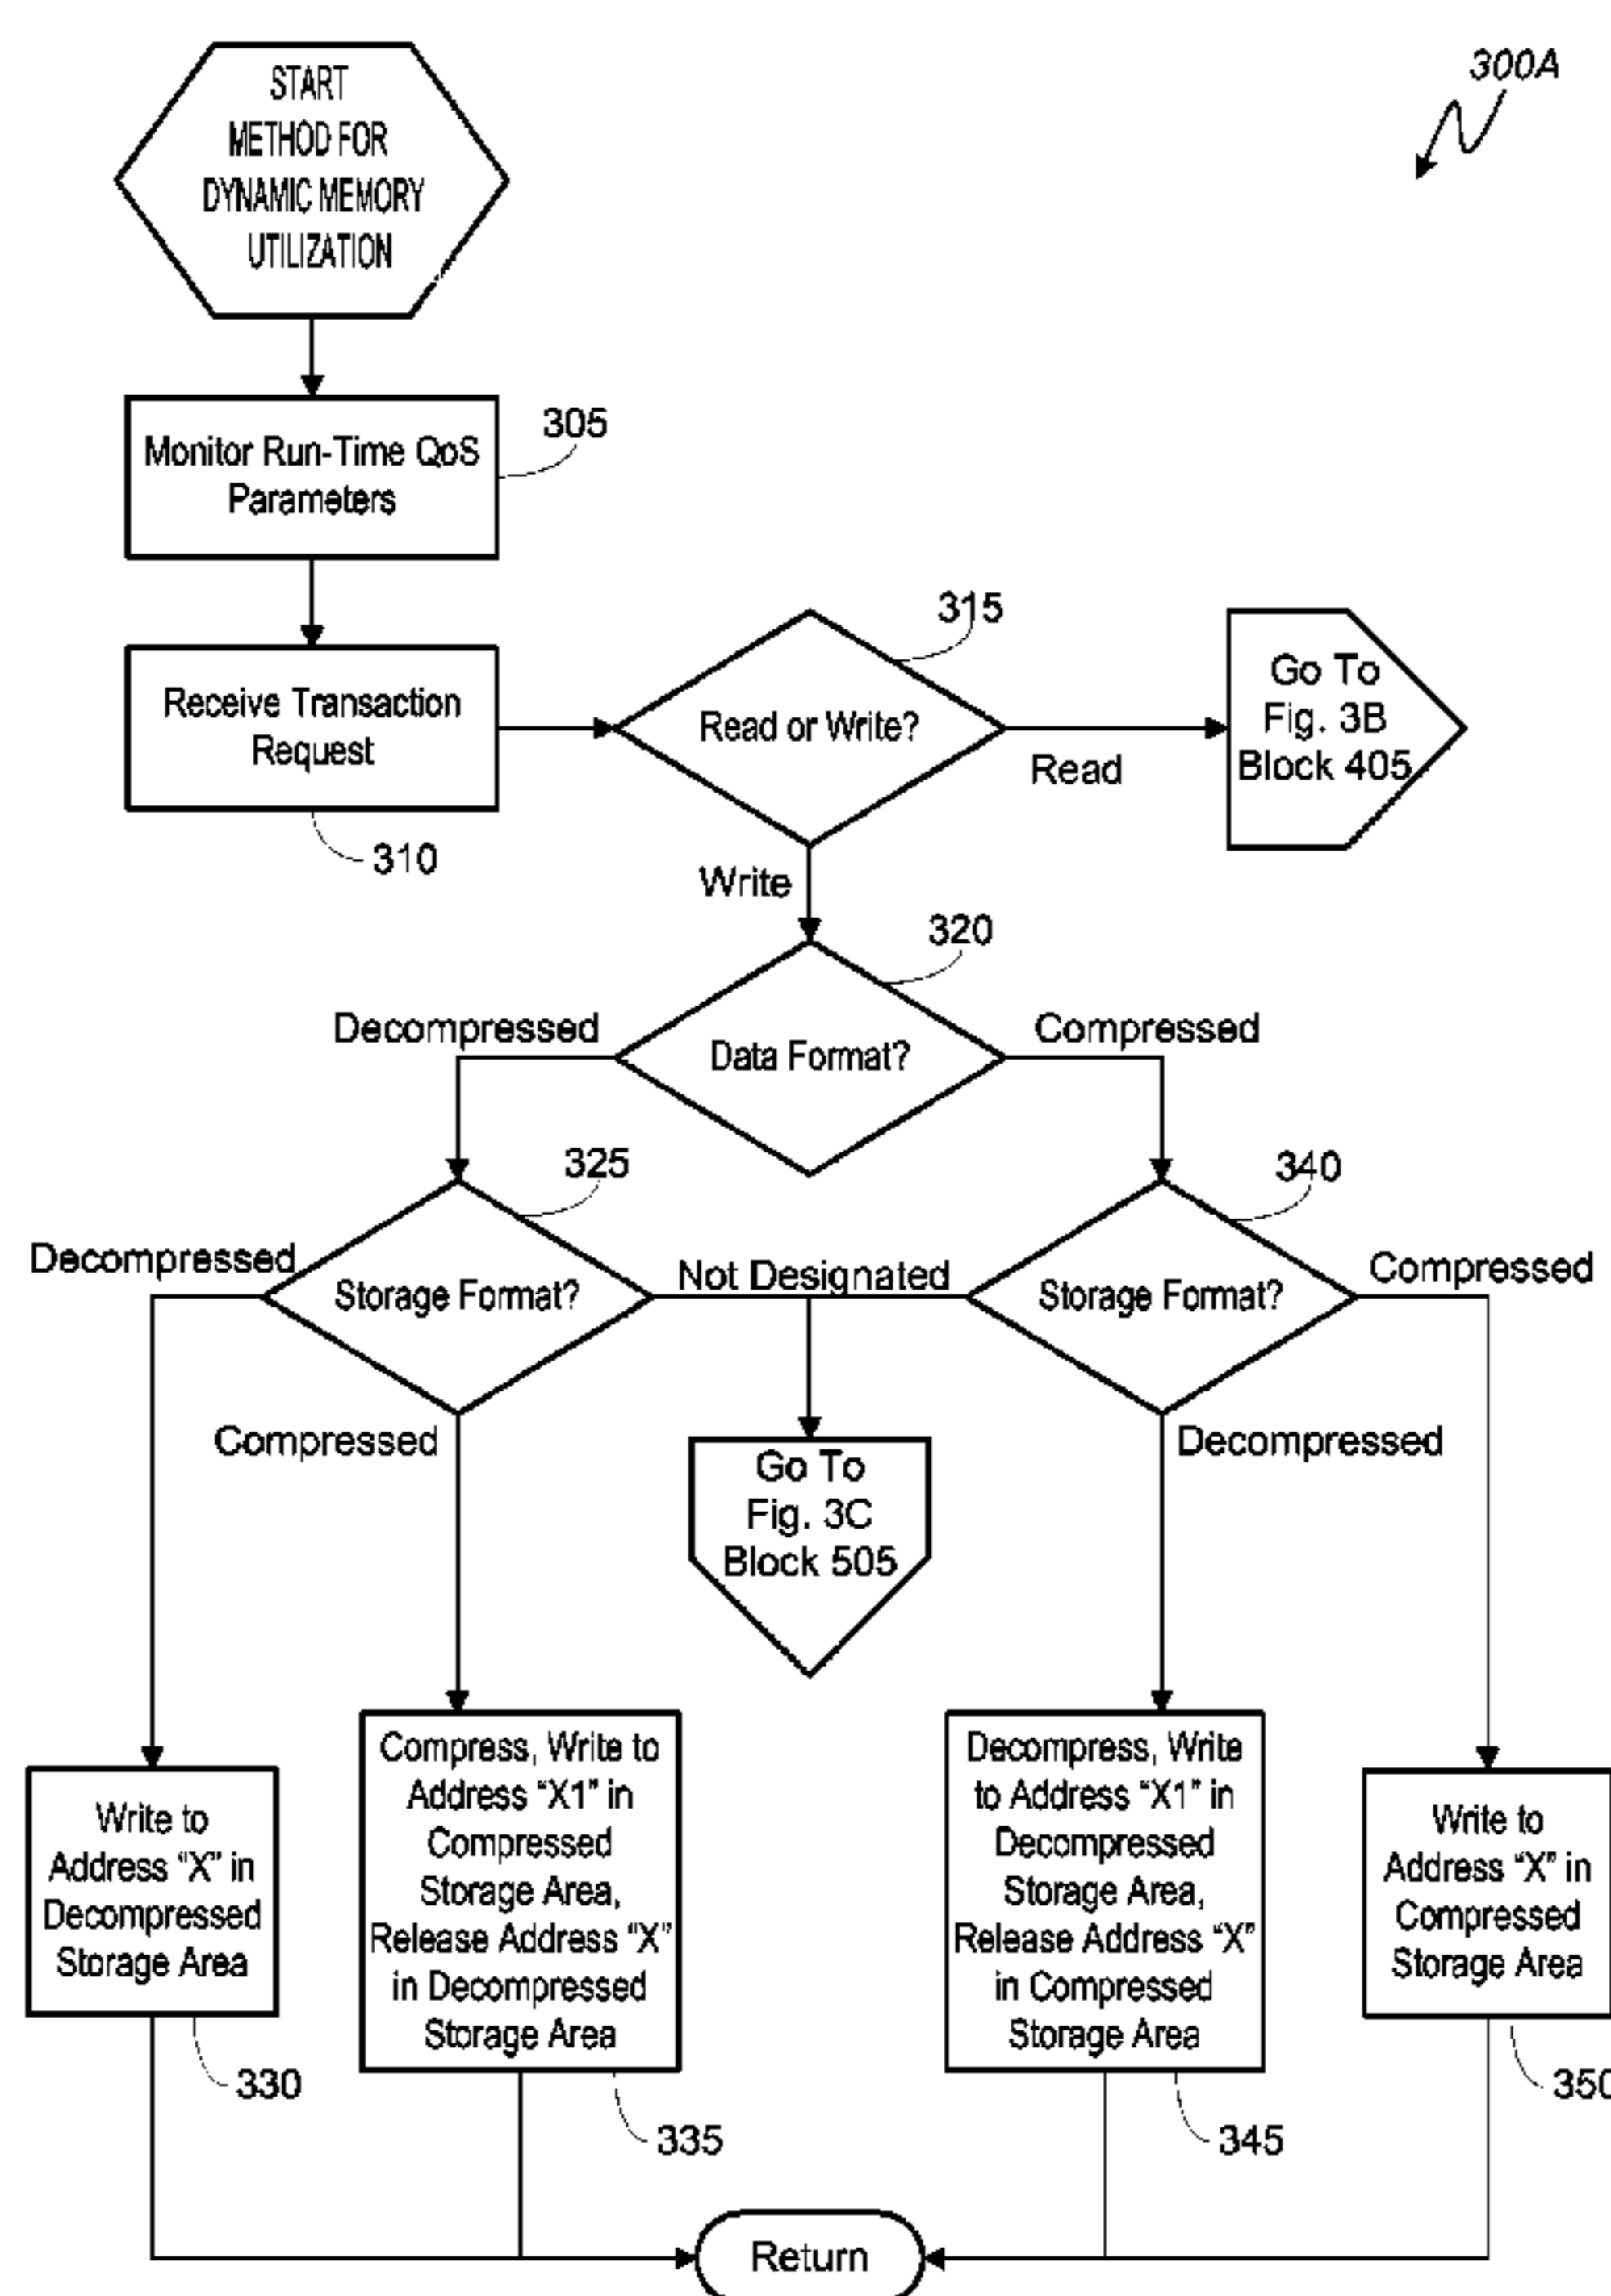 START
METHOD FOR
DYNAMIC MEMORY
UTILIZATION
300A
Monitor Run-Time QoS
Parameters
305
Receive Transaction
Request
310
Read or Write?
315
Read
Go To
Fig. 3B
Block 405
Write
Data Format?
320
Decompressed
Compressed
Storage Format?
325
Decompressed
Not Designated
Compressed
Storage Format?
340
Compressed
Decompressed
Go To
Fig. 3C
Block 505
Write to
Address “X” in
Decompressed
Storage Area
330
Compress, Write to
Address “X1” in
Compressed
Storage Area,
Release Address “X”
in Decompressed
Storage Area
335
Decompress, Write
to Address “X1” in
Decompressed
Storage Area,
Release Address “X”
in Compressed
Storage Area
345
Write to
Address “X” in
Compressed
Storage Area
350
Return